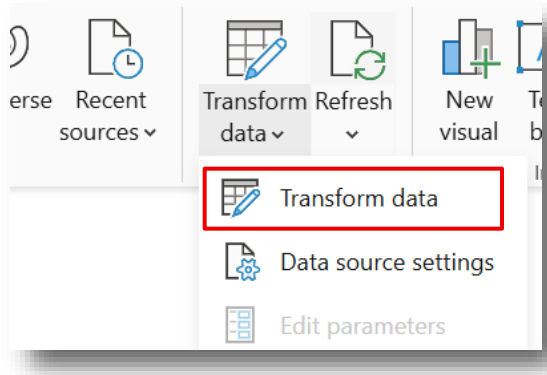 erse Recent Transform Refresh New
sources data visual
Transform data
Data source settings
Edit parameters